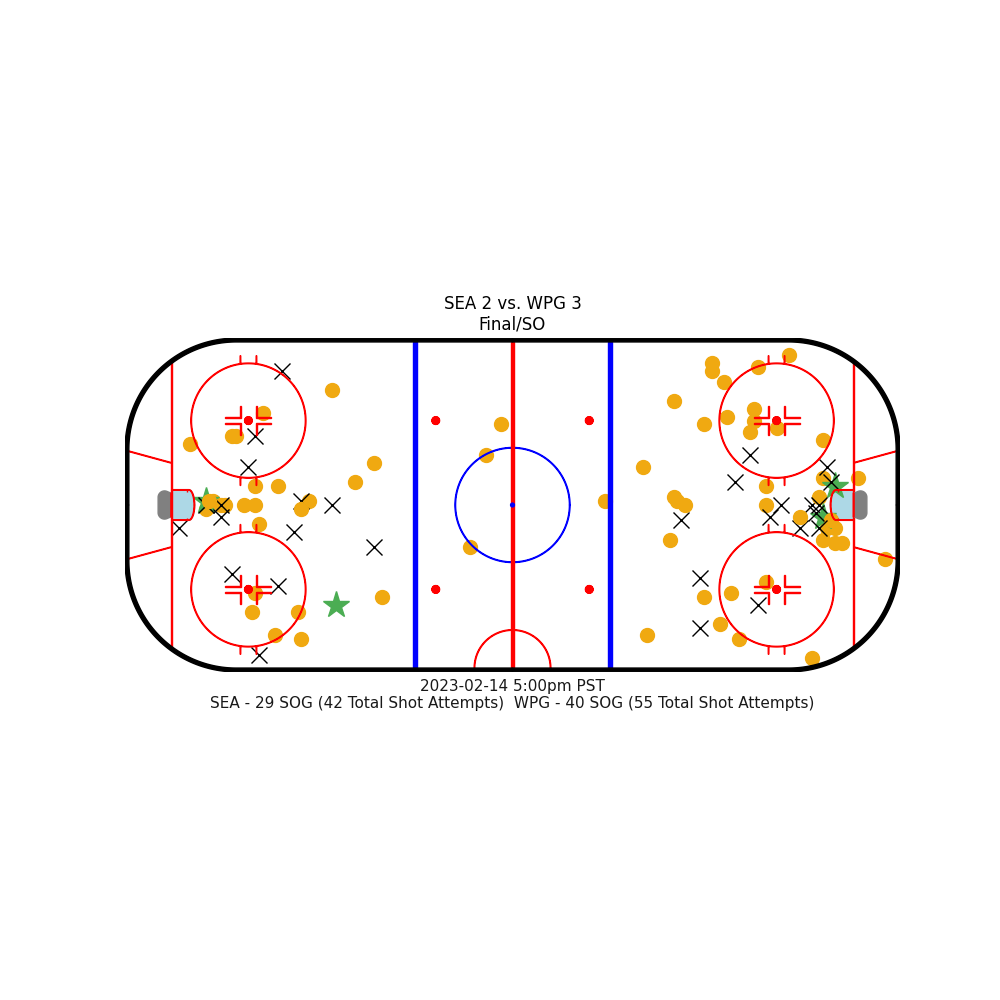 SEA 2 vs. WPG 3
Final/SO
2023-02-14 5:00pm PST
SEA - 29 SOG (42 Total Shot Attempts)  WPG - 40 SOG (55 Total Shot Attempts)